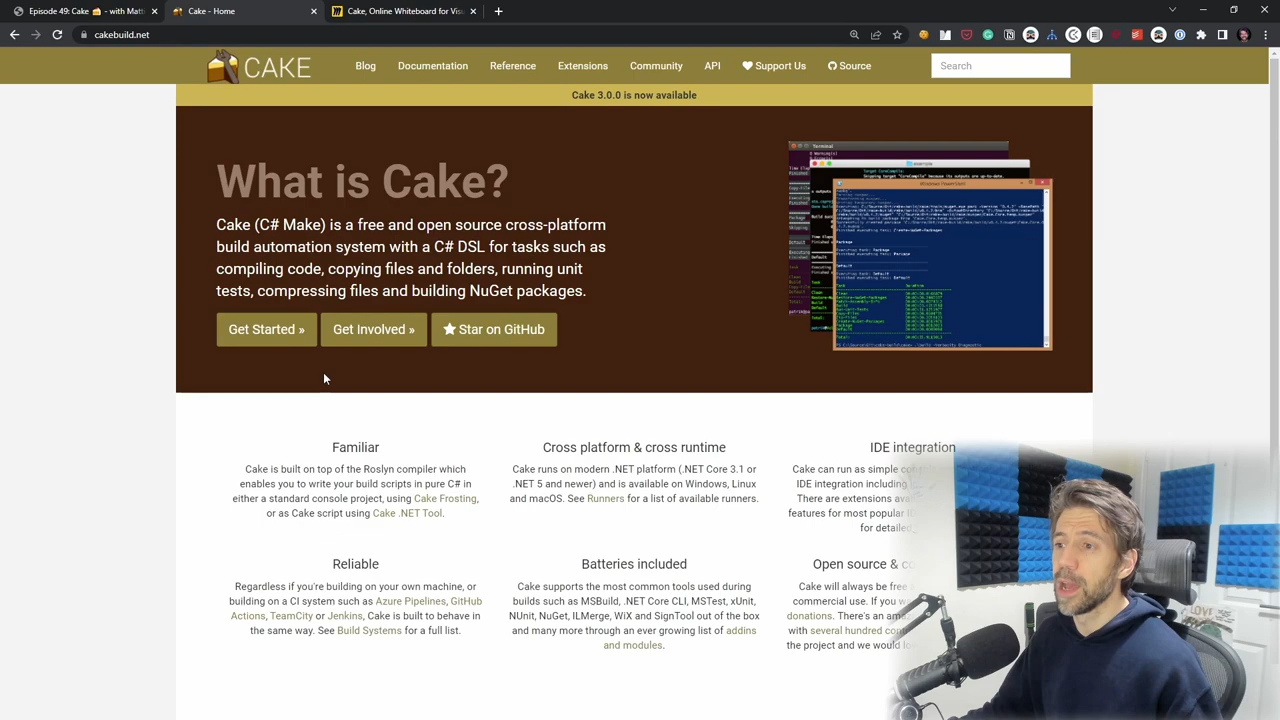 Episode 49: Cake - with Matt
Cake - Home
Cake - Online Whiteboard for Visu
cakebuild.net
CAKE
Blog
Documentation
Reference
Extensions
Community
API
Support Us
Source
Search
Cake 3.0.0 is now available
What is Cake?
build automation system with a C# DSL for tasks such as
compiling code, copying files and folders, running unit
tests, compressing files and building NuGet packages.
Get Started »
Get Involved »
Star on GitHub
Terminal
example
Familiar
Cake is built on top of the Roslyn compiler which
enables you to write your build scripts in pure C# in
either a standard console project, using Cake Frosting,
or as Cake script using Cake .NET Tool.
Cross platform & cross runtime
Cake runs on modern .NET platform (.NET Core 3.1 or
.NET 5 and newer) and is available on Windows, Linux
and macOS. See Runners for a list of available runners.
IDE integration
Cake can run as simple
IDE integration including
There are extensions
features for most popular
for detailed
Reliable
Regardless if you're building on your own machine, or
building on a CI system such as Azure Pipelines, GitHub
Actions, TeamCity or Jenkins, Cake is built to behave in
the same way. See Build Systems for a full list.
Batteries included
Cake supports the most common tools used during
builds such as MSBuild, .NET Core CLI, MSTest, xUnit,
NUnit, NuGet, ILMerge, WiX and SignTool out of the box
and many more through an ever growing list of addins
and modules.
Open source &
Cake will always be free
commercial use. If you
donations. There's an
with several hundred
the project and we would